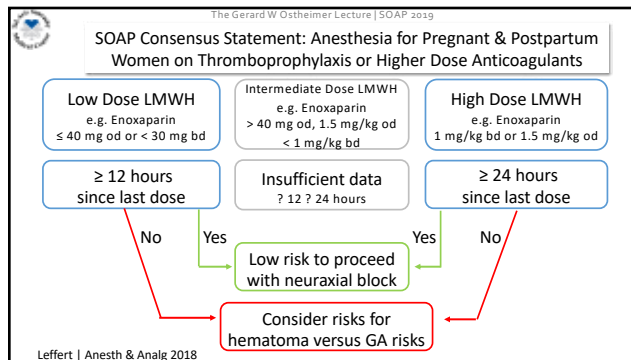 The Gerard W Ostheimer Lecture | SOAP 2019
SOAP Consensus Statement: Anesthesia for Pregnant & Postpartum
Women on Thromboprophylaxis or Higher Dose Anticoagulants
Low Dose LMWH
e.g. Enoxaparin
≤ 40 mg od or < 30 mg bd
Intermediate Dose LMWH
e.g. Enoxaparin
> 40 mg od, 1.5 mg/kg od
< 1 mg/kg bd
High Dose LMWH
e.g. Enoxaparin
1 mg/kg bd or 1.5 mg/kg od
≥ 12 hours
since last dose
Insufficient data
? 12 ? 24 hours
≥ 24 hours
since last dose
No Yes Yes No
Low risk to proceed
with neuraxial block
Consider risks for
hematoma versus GA risks
Leffert | Anesth & Analg 2018